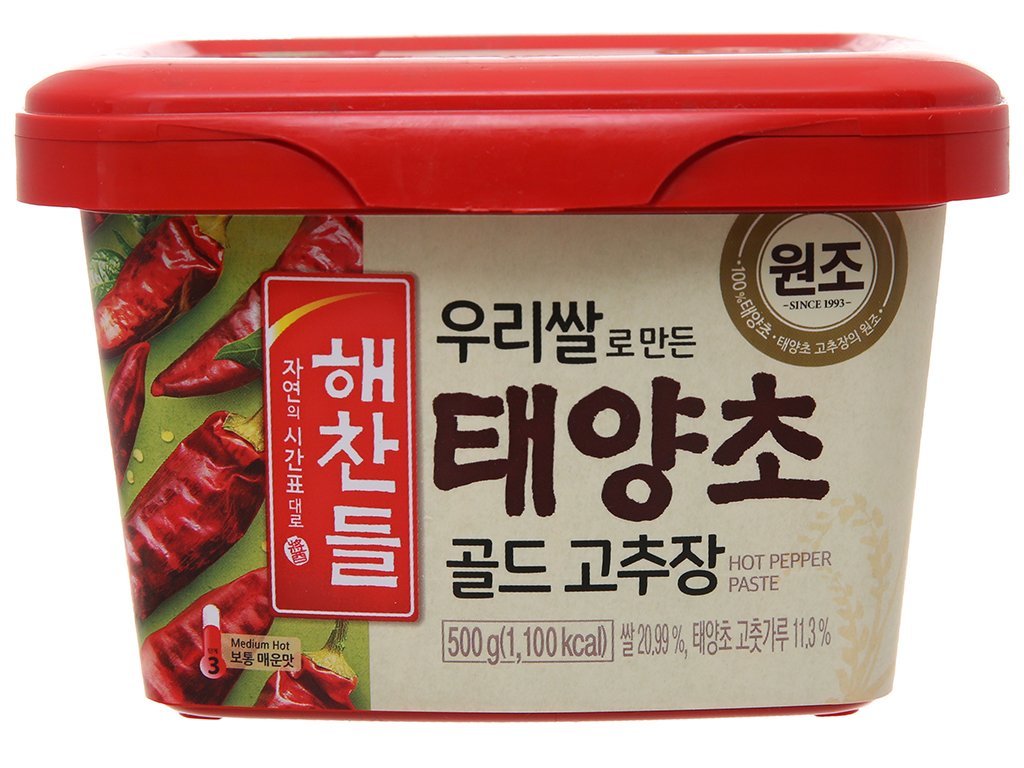 원조
-SINCE 1993-
·100% 태양초·태양초 고추장의 원조·
우리쌀로 만든
태양초
골드 고추장
HOT PEPPER
PASTE
500 g(1,100 kcal)
쌀 20.99 %, 태양초 고춧가루 11.3 %
해찬들
자연의 시간표대로
醬
Medium Hot
보통 매운맛
3